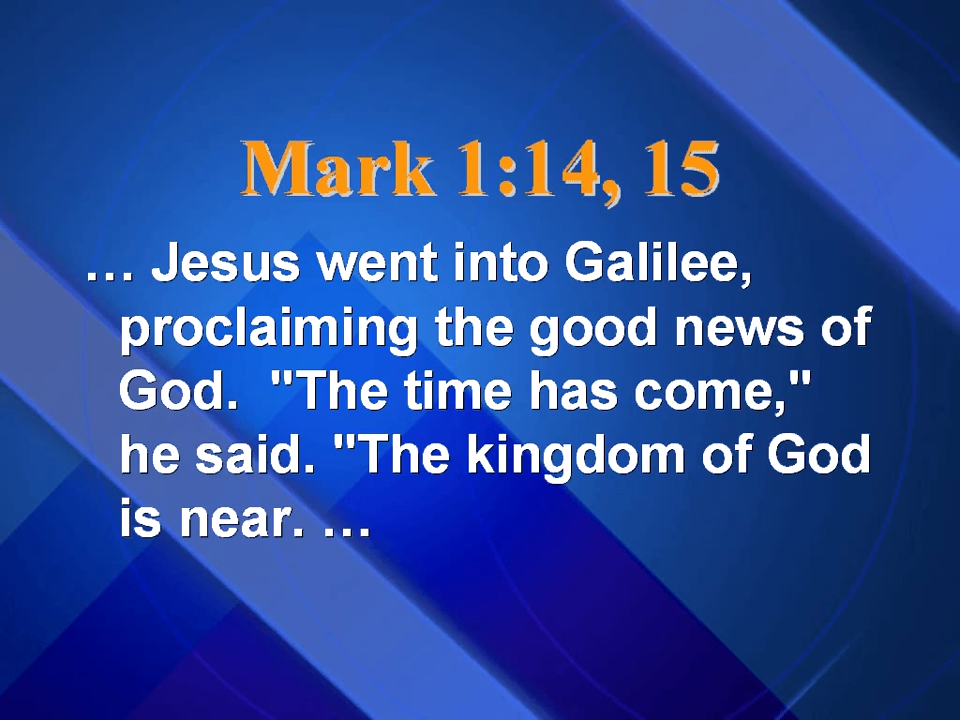 Mark 1:14, 15
… Jesus went into Galilee,
proclaiming the good news of
God.  "The time has come,"
he said. "The kingdom of God
is near. …